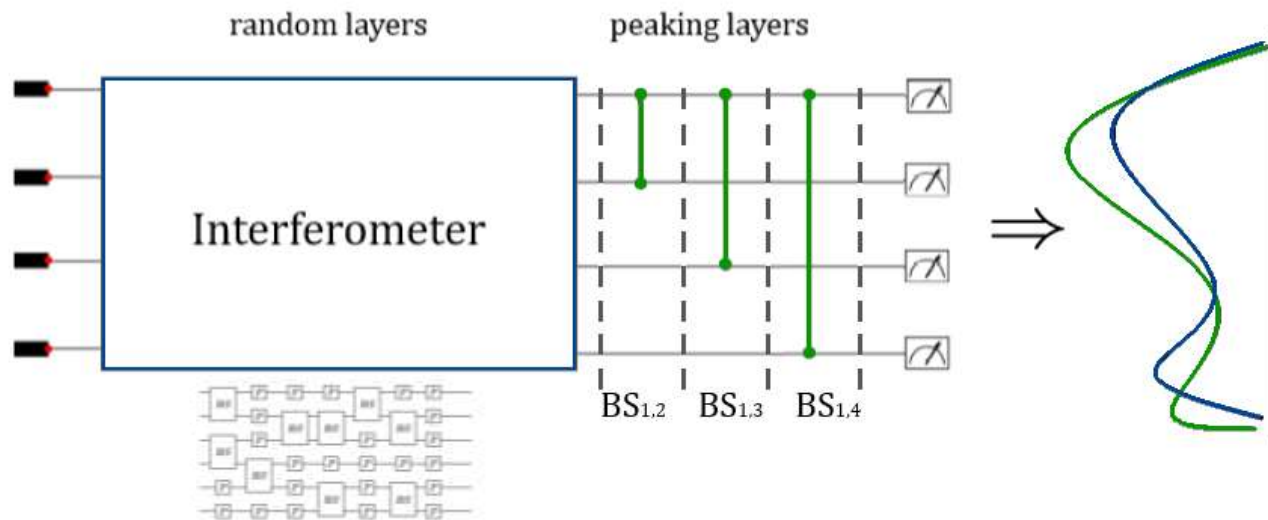 random layers
peaking layers
Interferometer
BS1,2
BS1,3
BS1,4